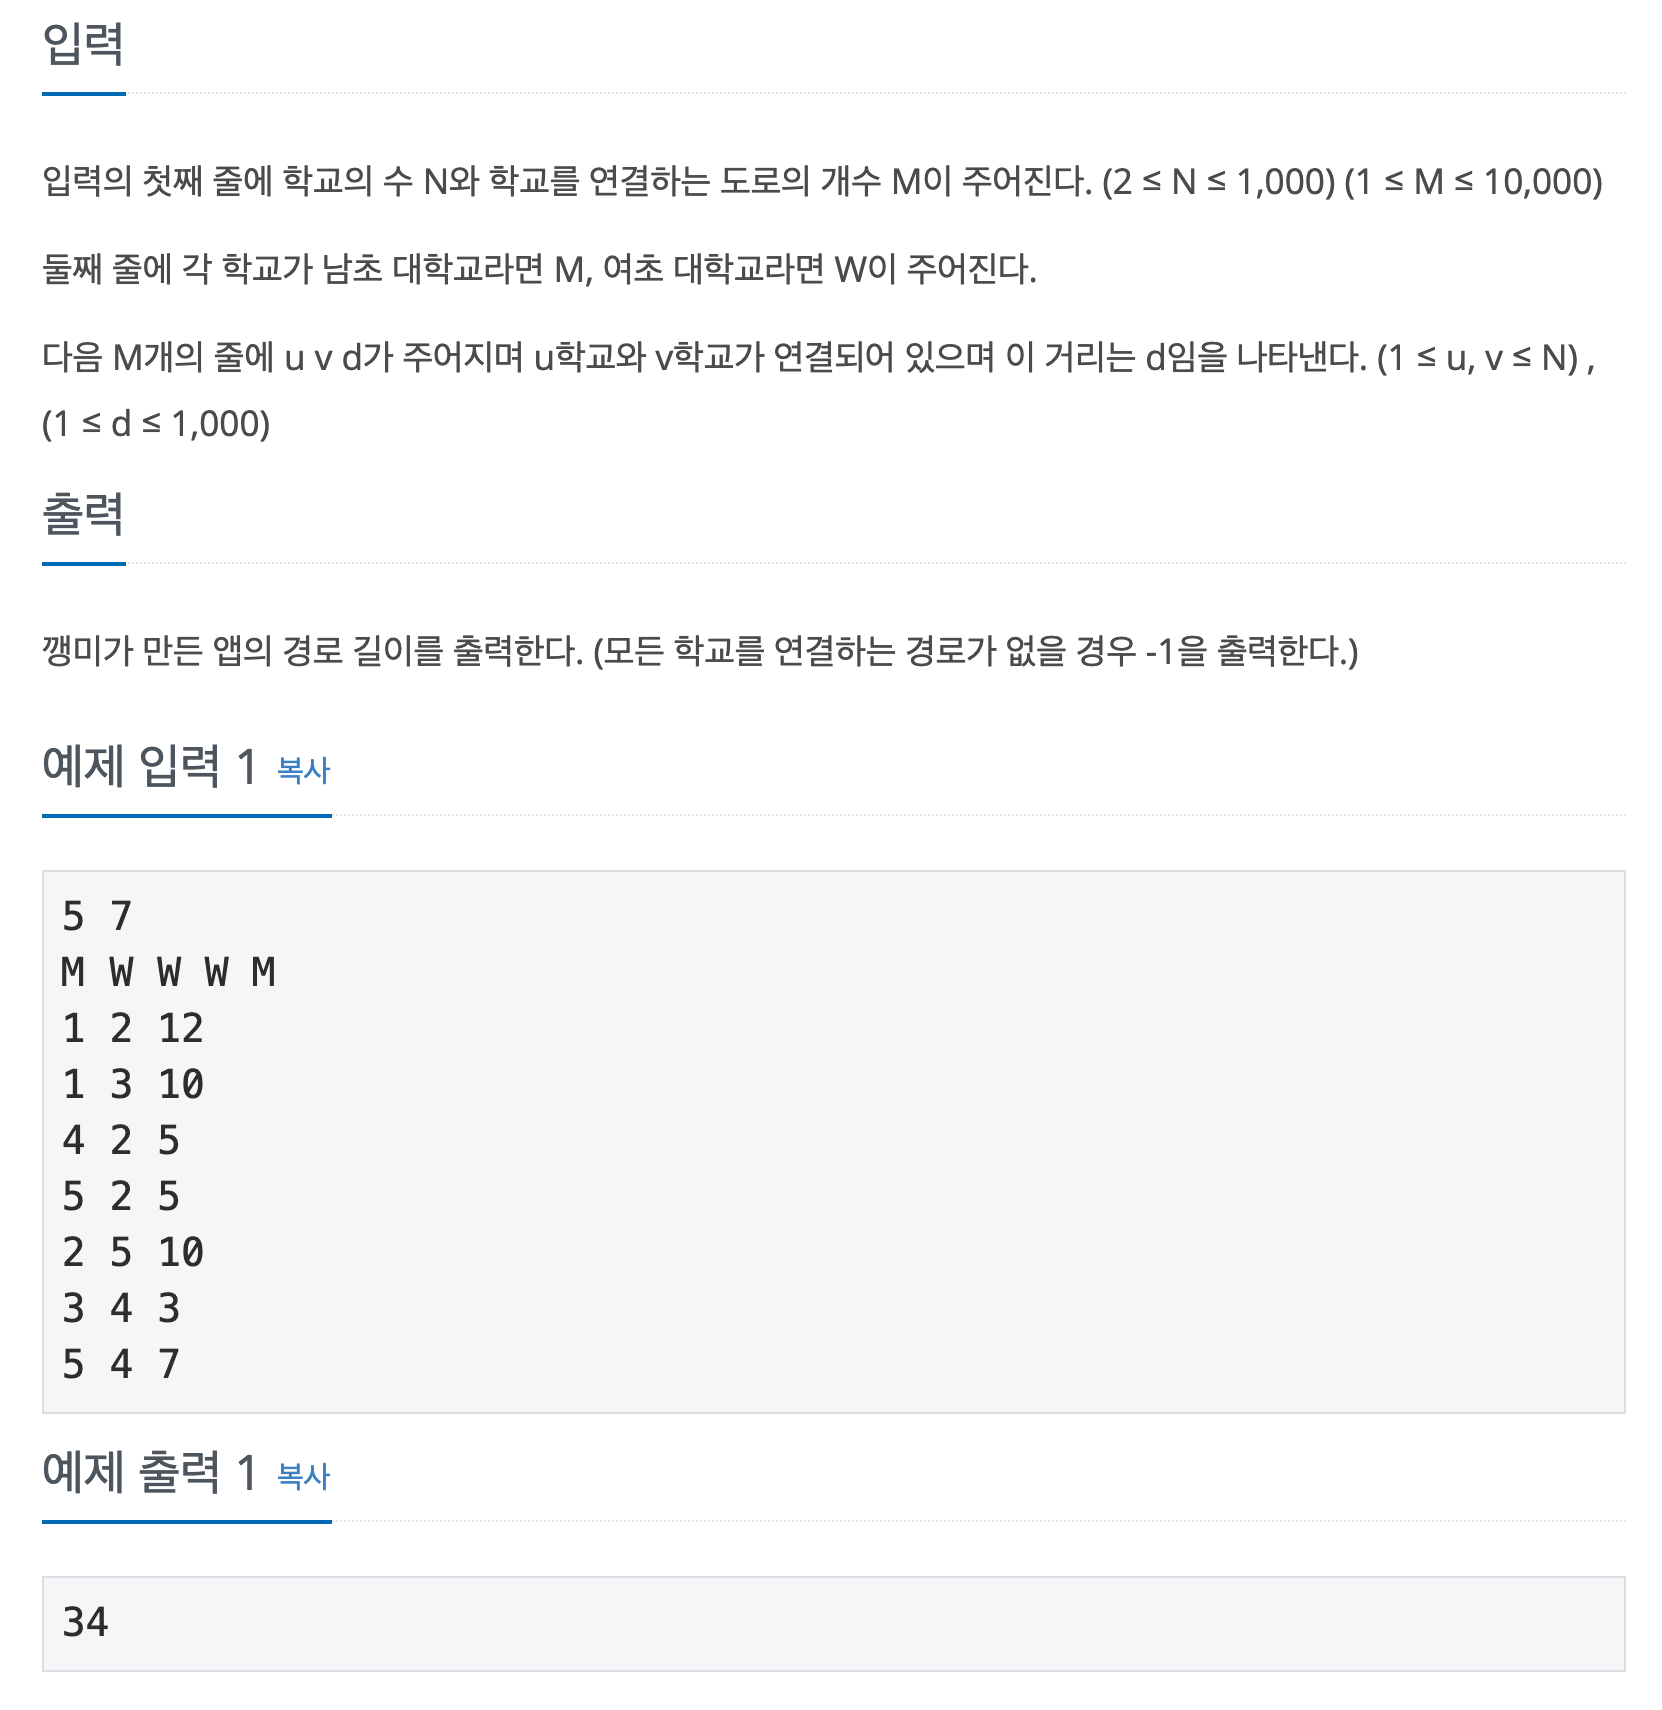 입력
입력의 첫째 줄에 학교의 수 N와 학교를 연결하는 도로의 개수 M이 주어진다. (2 ≤ N ≤ 1,000) (1 ≤ M ≤ 10,000)
둘째 줄에 각 학교가 남초 대학교라면 M, 여초 대학교라면 W이 주어진다.
다음 M개의 줄에 u v d가 주어지며 u학교와 v학교가 연결되어 있으며 이 거리는 d임을 나타낸다. (1 ≤ u, v ≤ N) ,
(1 ≤ d ≤ 1,000)
출력
깽미가 만든 앱의 경로 길이를 출력한다. (모든 학교를 연결하는 경로가 없을 경우 -1을 출력한다.)
예제 입력 1 복사
5 7
M W W W M
1 2 12
1 3 10
4 2 5
5 2 5
2 5 10
3 4 3
5 4 7
예제 출력 1 복사
34